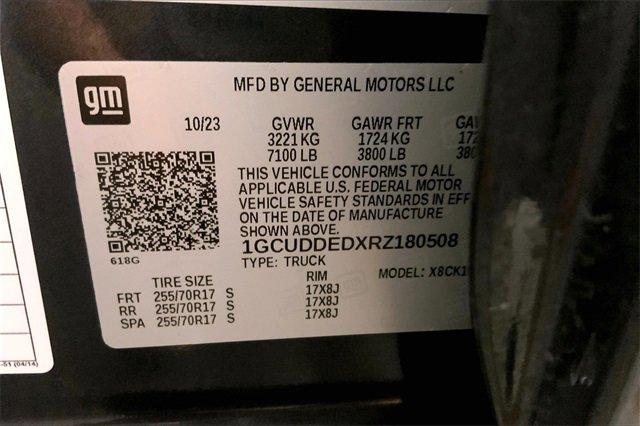 gm
MFD BY GENERAL MOTORS LLC
10/23 GVWR GAWR FRT
3221 KG 1724 KG
7100 LB 3800 LB
THIS VEHICLE CONFORMS TO ALL
APPLICABLE U.S. FEDERAL MOTOR
VEHICLE SAFETY STANDARDS IN EFF
ON THE DATE OF MANUFACTURE
SHOWN ABOVE.
1GCUDDEDXRZ180508
618G
TYPE: TRUCK
MODEL: X8CK1
TIRE SIZE RIM
FRT 255/70R17 S 17X8J
RR 255/70R17 S 17X8J
SPA 255/70R17 S 17X8J
-51 (04/14)